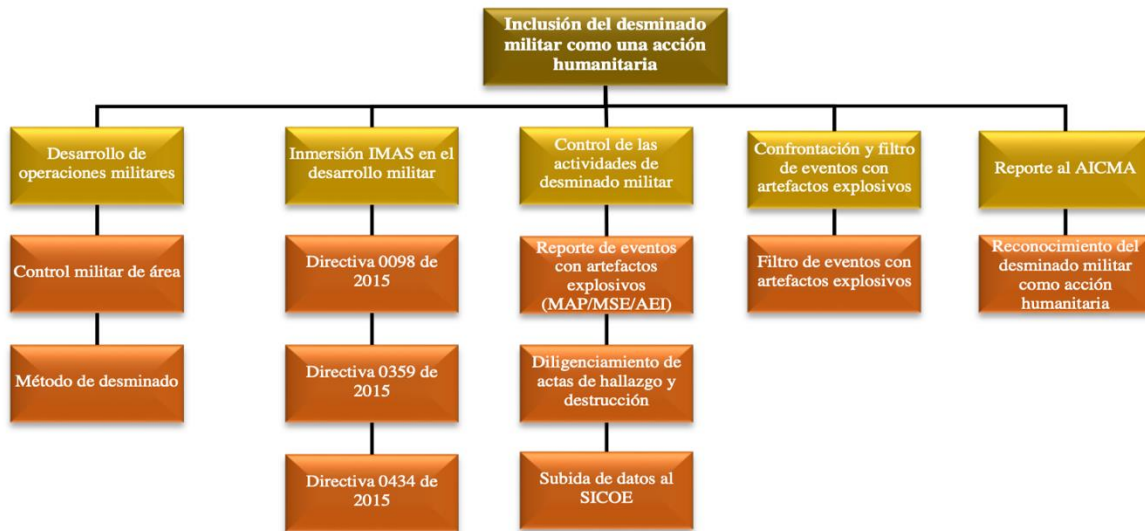 Inclusión del desminado
militar como una acción
humanitaria
Desarrollo de
operaciones militares
Inmersión IMAS en el
desarrollo militar
Control de las
actividades de
desminado militar
Confrontación y filtro
de eventos con
artefactos explosivos
Reporte al AICMA
Control militar de área
Directiva 0098 de
2015
Reporte de eventos
con artefactos
explosivos
(MAP/MSE/AEI)
Filtro de eventos con
artefactos explosivos
Reconocimiento del
desminado militar
como acción
humanitaria
Método de desminado
Directiva 0359 de
2015
Diligenciamiento de
actas de hallazgo y
destrucción
Directiva 0434 de
2015
Subida de datos al
SICOE